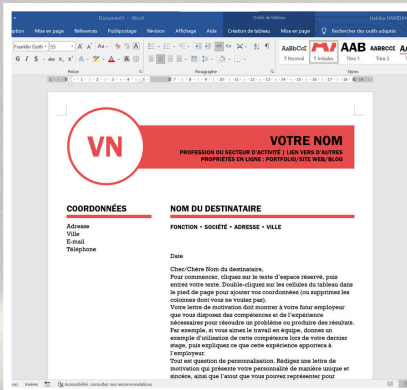 Document1 - Word
Outils de tableau
Habiba HAMDAN
ption Mise en page Références Publipostage Révision Affichage Aide Création de tableau Mise en page Rechercher des outils adaptés
Franklin Goth 55
AaBbCcI AAB AABBCCI
G I S
¶ Normal ¶ Initiales Titre 1 Titre 2
Police Paragraphe Styles
VN
VOTRE NOM
PROFESSION OU SECTEUR D'ACTIVITÉ | LIEN VERS D'AUTRES
PROPRIÉTÉS EN LIGNE : PORTFOLIO/SITE WEB/BLOG
COORDONNÉES
Adresse
Ville
E-mail
Téléphone
NOM DU DESTINATAIRE
FONCTION • SOCIÉTÉ • ADRESSE • VILLE
Date
Cher/Chère Nom du destinataire,
Pour commencer, cliquez sur le texte d'espace réservé, puis
entrez votre texte. Double-cliquez sur les cellules du tableau dans
le pied de page pour ajouter vos coordonnées (ou supprimez les
colonnes dont vous ne voulez pas).
Votre lettre de motivation doit montrer à votre futur employeur
que vous disposez des compétences et de l'expérience
nécessaires pour résoudre un problème ou produire des résultats.
Par exemple, si vous aimez le travail en équipe, donnez un
exemple d'utilisation de cette compétence lors de votre dernier
stage, puis expliquez ce que cette expérience apportera à
l'employeur.
Tout est question de personnalisation. Rédigez une lettre de
motivation qui présente votre personnalité de manière unique et
sincère, ainsi que l'atout que vous pouvez représenter pour
Insérer Accessibilité : consultez nos recommandations